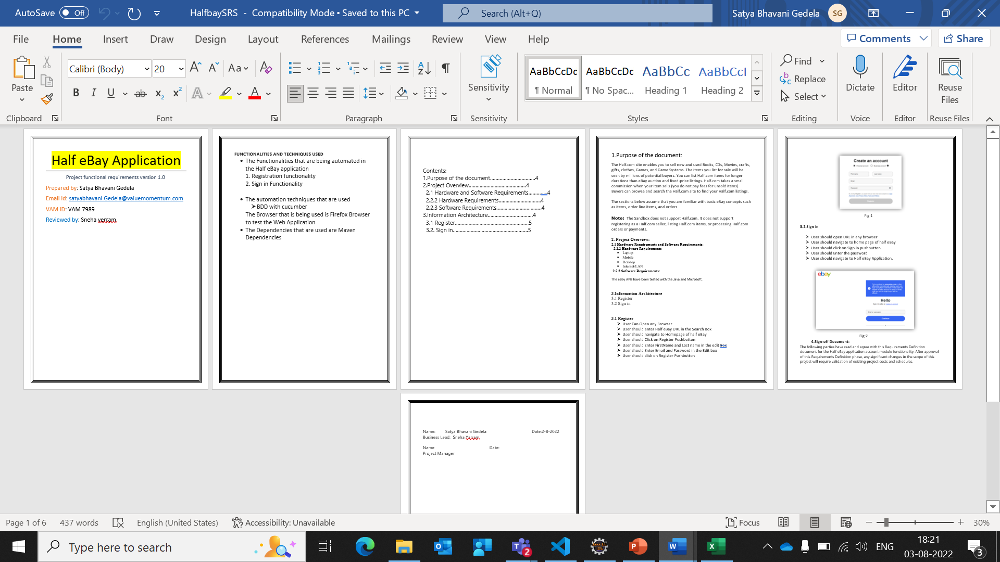 AutoSave Off HalfbaySRS - Compatibility Mode • Saved to this PC Search (Alt+Q) Satya Bhavani Gedela SG
File Home Insert Draw Design Layout References Mailings Review View Help Comments Share
Calibri (Body) 20 Aa
Paste
B I U ab x2 x2 A A
AaBbCcDc AaBbCcDc AaBbCc AaBbCcI
¶ Normal ¶ No Spac... Heading 1 Heading 2
Sensitivity
Find
Replace
Select
Dictate
Editor
Reuse Files
Clipboard Font Paragraph Sensitivity Styles Editing Voice Editor Reuse Files
Half eBay Application
Project functional requirements version 1.0
Prepared by: Satya Bhavani Gedela
Email Id: satyabhavani.Gedela@valuemomentum.com
VAM ID: VAM 7989
Reviewed by: Sneha yerram
FUNCTIONALITIES AND TECHNIQUES USED
• The Functionalities that are being automated in
the Half eBay application
1. Registration functionality
2. Sign in Functionality
• The automation techniques that are used
➢ BDD with cucumber
The Browser that is being used is Firefox Browser
to test the Web Application
• The Dependencies that are used are Maven
Dependencies
Contents:
1.Purpose of the document..................................4
2.Project Overview...........................................4
2.1 Hardware and Software Requirements..............4
2.2.2 Hardware Requirements...............................4
2.2.3 Software Requirements.................................4
3.Information Architecture.................................4
3.1 Register......................................................5
3.2. Sign in.......................................................5
1.Purpose of the document:
The Half.com site enables you to sell new and used Books, CDs, Movies, crafts,
gifts, clothes, Games, and Game Systems. The items you list for sale will be
seen by millions of potential buyers. You can list Half.com items for longer
durations than eBay auction and fixed-price listings. Half.com takes a small
commission when your item sells (you do not pay fees for unsold items).
Buyers can browse and search the Half.com site to find your Half.com listings.
The sections below assume that you are familiar with basic eBay concepts such
as items, order line items, and orders.
Note: The Sandbox does not support Half.com. It does not support
registering as a Half.com seller, listing Half.com items, or processing Half.com
orders or payments.
2. Project Overview:
2.1 Hardware Requirements and Software Requirements:
2.2.2 Hardware Requirements
• Laptop
• Mobile
• Desktop
• Internet/LAN
2.2.3 Software Requirements:
The eBay APIs have been tested with the Java and Microsoft.
3.Information Architecture
3.1 Register
3.2 Sign in
3.1 Register
➢ User Can Open any Browser
➢ User should enter Half eBay URL in the Search Box
➢ User should navigate to Homepage of half eBay
➢ User should Click on Register Pushbutton
➢ User should Enter FirstName and Last name in the edit Box
➢ User should Enter Email and Password in the Edit box
➢ User should click on Register Pushbutton
Create an account
Fig:1
3.2 Sign in
➢ User should open URL in any browser
➢ User should navigate to home page of half eBay
➢ User should click on Sign in pushbutton
➢ User should Enter the password
➢ User should navigate to Half eBay Application.
ebay
Hello
Fig:2
4.Sign-off Document:
The following parties have read and agree with this Requirements Definition
document for the Half eBay application account module functionality. After approval
of this Requirements Definition phase, any significant changes in the scope of this
project will require validation of existing project costs and schedules.
Name: Satya Bhavani Gedela Date:2-8-2022
Business Lead: Sneha Yarram
Name Date:
Project Manager
Page 1 of 6 437 words English (United States) Accessibility: Unavailable Focus 30%
Type here to search 2 ENG 18:21
03-08-2022 3